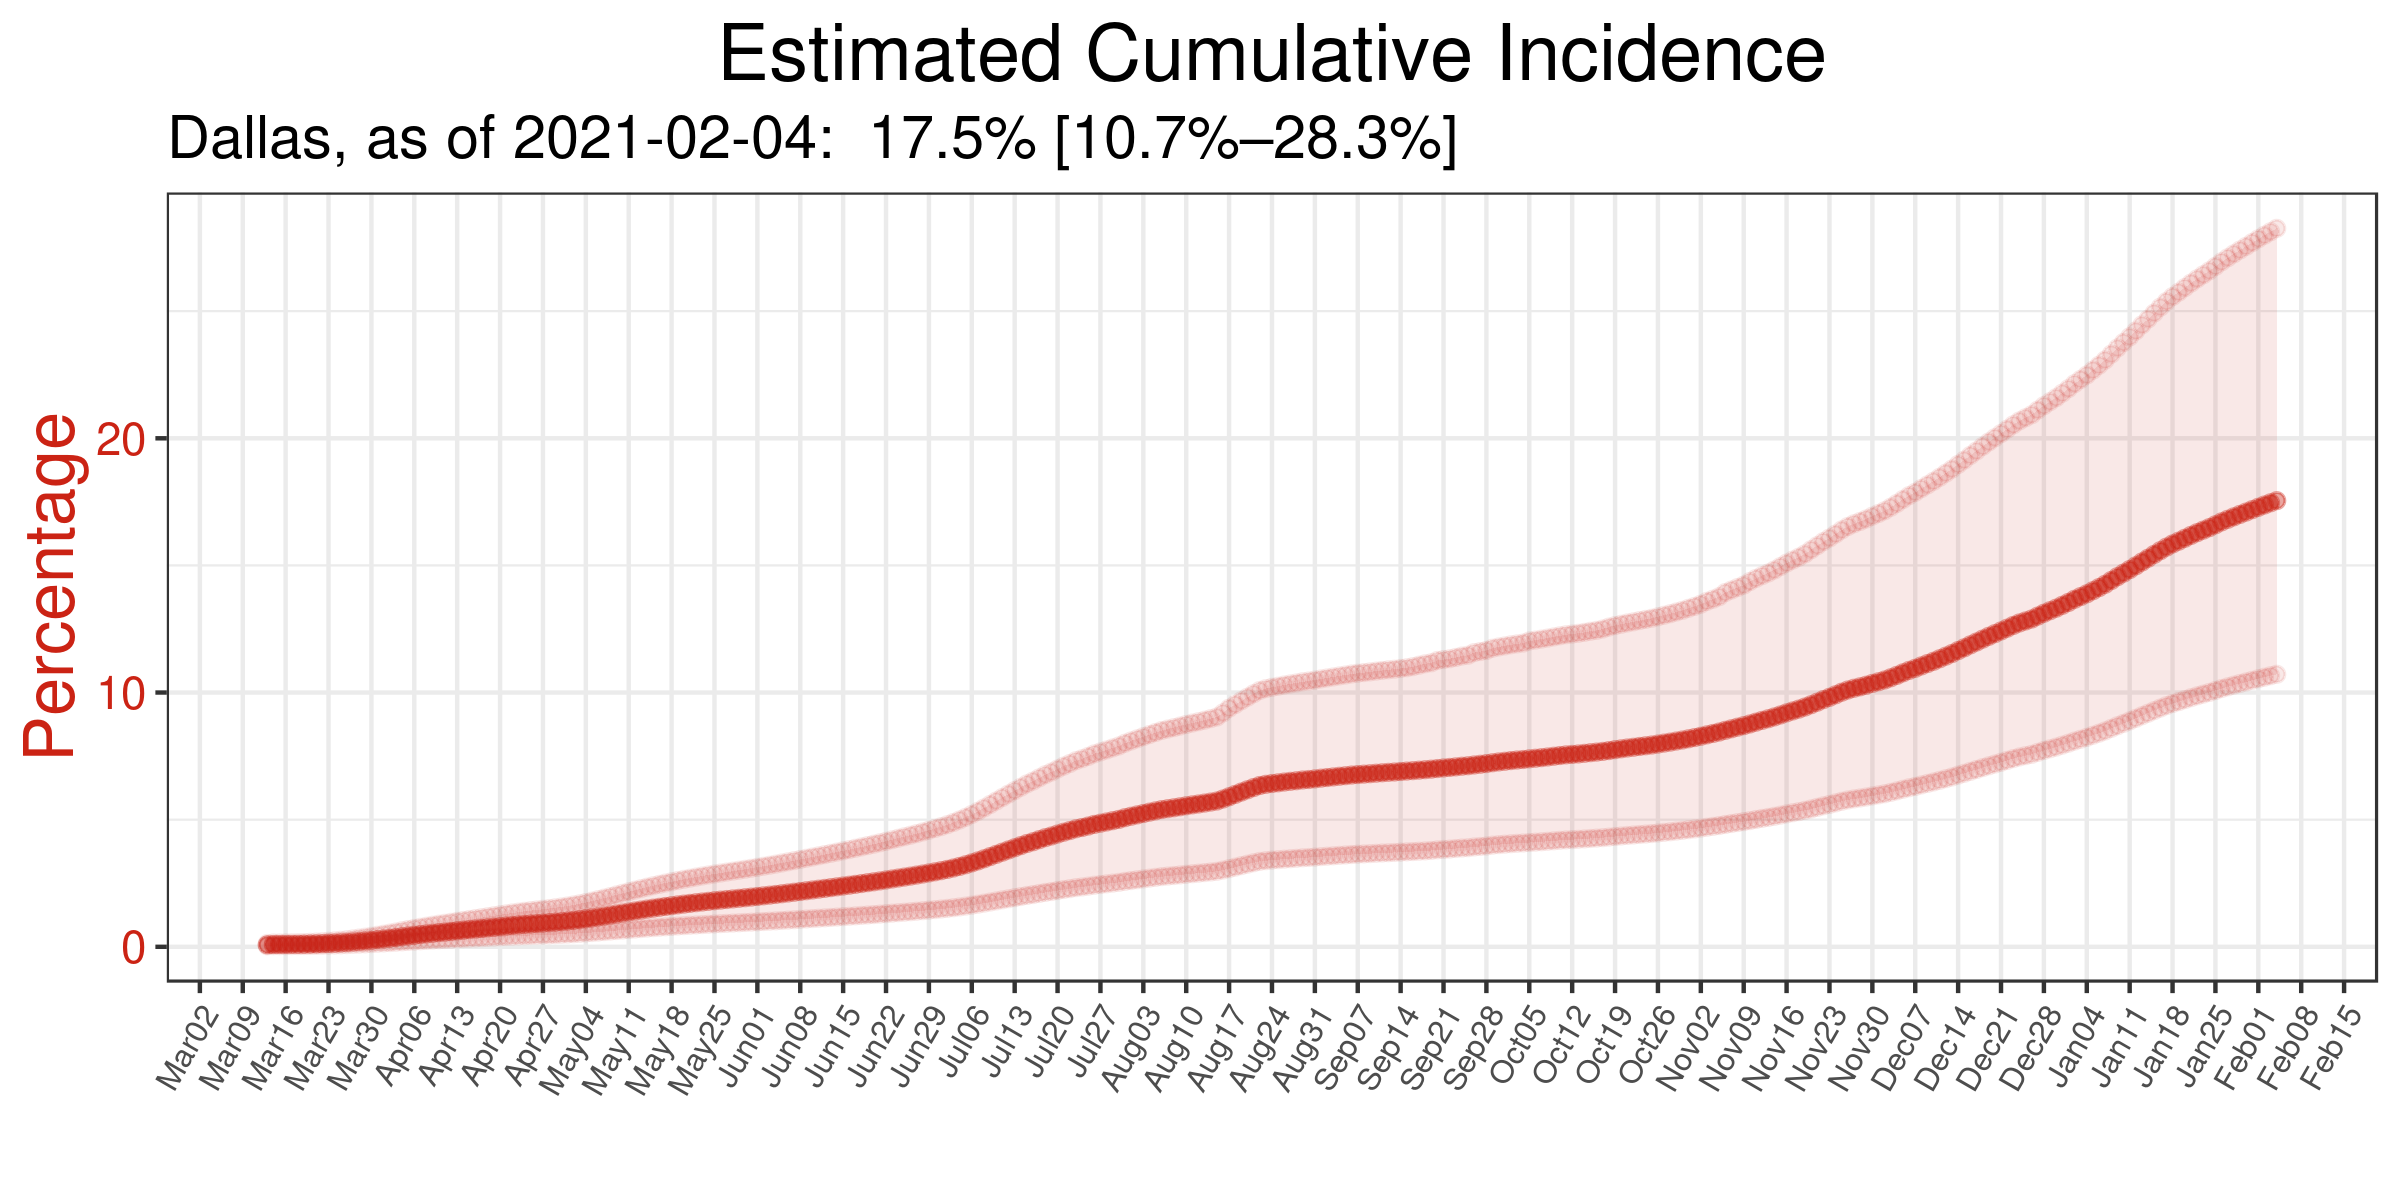 Estimated Cumulative Incidence
Dallas, as of 2021-02-04:  17.5% [10.7%–28.3%]
Percentage
20
10
0
Mar02
Mar09
Mar16
Mar23
Mar30
Apr06
Apr13
Apr20
Apr27
May04
May11
May18
May25
Jun01
Jun08
Jun15
Jun22
Jun29
Jul06
Jul13
Jul20
Jul27
Aug03
Aug10
Aug17
Aug24
Aug31
Sep07
Sep14
Sep21
Sep28
Oct05
Oct12
Oct19
Oct26
Nov02
Nov09
Nov16
Nov23
Nov30
Dec07
Dec14
Dec21
Dec28
Jan04
Jan11
Jan18
Jan25
Feb01
Feb08
Feb15